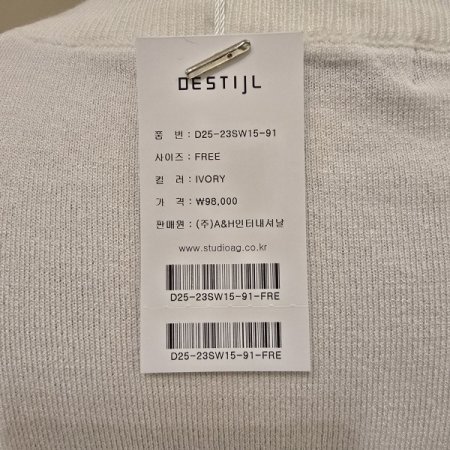 DESTIJL
품 번 : D25-23SW15-91
사이즈 : FREE
컬 러 : IVORY
가 격 : ₩98,000
판매원 : (주)A&H인터내셔날
www.studioag.co.kr
D25-23SW15-91-FRE
D25-23SW15-91-FRE